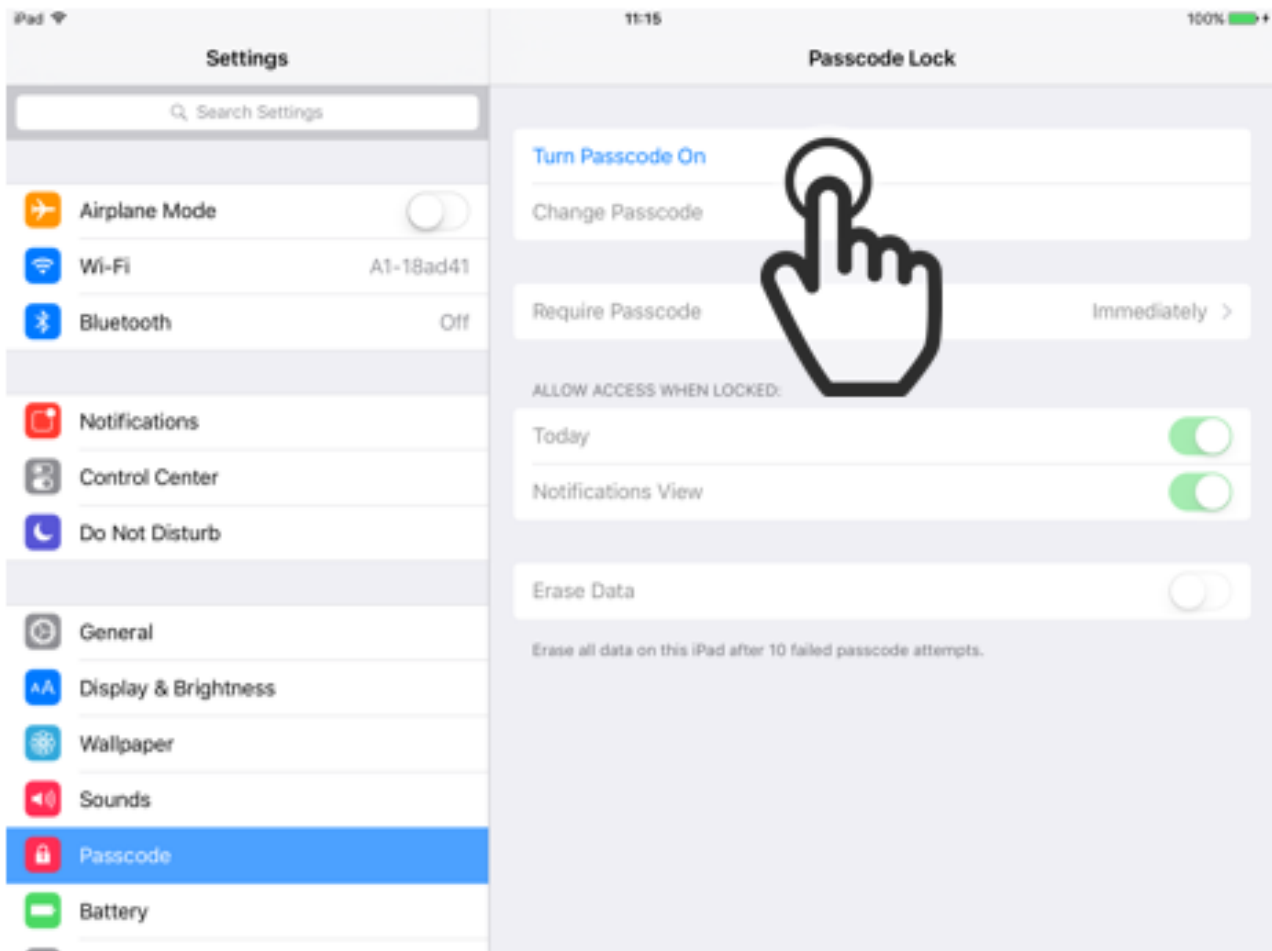 iPad 11:15 100%
Settings
Search Settings
Airplane Mode
Wi-Fi A1-18ad41
Bluetooth Off
Notifications
Control Center
Do Not Disturb
General
AA Display & Brightness
Wallpaper
Sounds
Passcode
Battery
Passcode Lock
Turn Passcode On
Change Passcode
Require Passcode Immediately
ALLOW ACCESS WHEN LOCKED:
Today
Notifications View
Erase Data
Erase all data on this iPad after 10 failed passcode attempts.